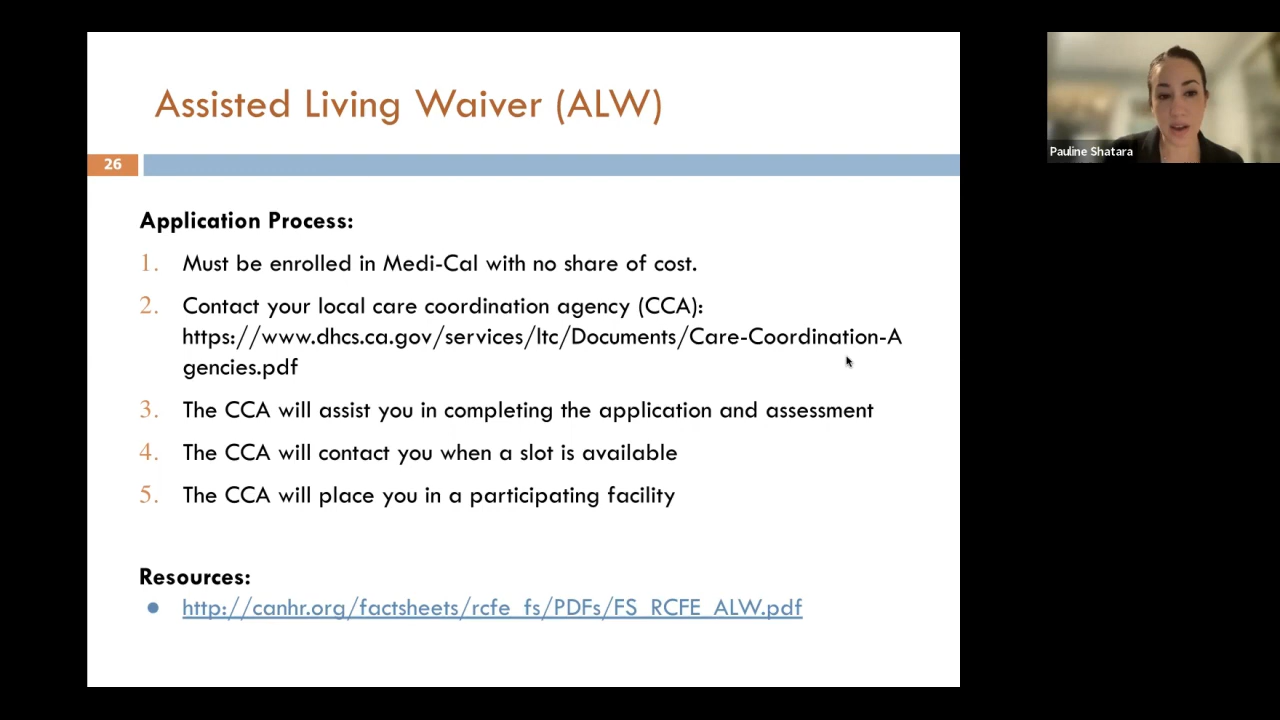 Assisted Living Waiver (ALW)
26
Application Process:
1. Must be enrolled in Medi-Cal with no share of cost.
2. Contact your local care coordination agency (CCA):
https://www.dhcs.ca.gov/services/ltc/Documents/Care-Coordination-A
gencies.pdf
3. The CCA will assist you in completing the application and assessment
4. The CCA will contact you when a slot is available
5. The CCA will place you in a participating facility
Resources:
● http://canhr.org/factsheets/rcfe_fs/PDFs/FS_RCFE_ALW.pdf
Pauline Shatara